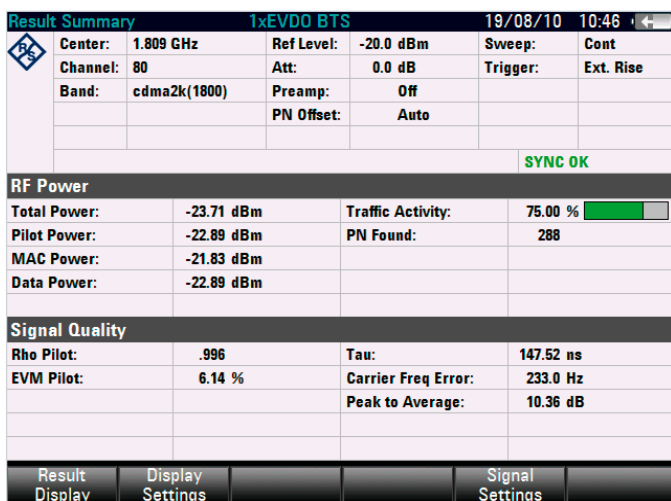 Result Summary 1xEVDO BTS 19/08/10 10:46
R&S
Center: 1.809 GHz Ref Level: -20.0 dBm Sweep: Cont
Channel: 80 Att: 0.0 dB Trigger: Ext. Rise
Band: cdma2k(1800) Preamp: Off
PN Offset: Auto
SYNC OK
RF Power
Total Power: -23.71 dBm Traffic Activity: 75.00 %
Pilot Power: -22.89 dBm PN Found: 288
MAC Power: -21.83 dBm
Data Power: -22.89 dBm
Signal Quality
Rho Pilot: .996 Tau: 147.52 ns
EVM Pilot: 6.14 % Carrier Freq Error: 233.0 Hz
Peak to Average: 10.36 dB
Result Display Signal
Display Settings Settings